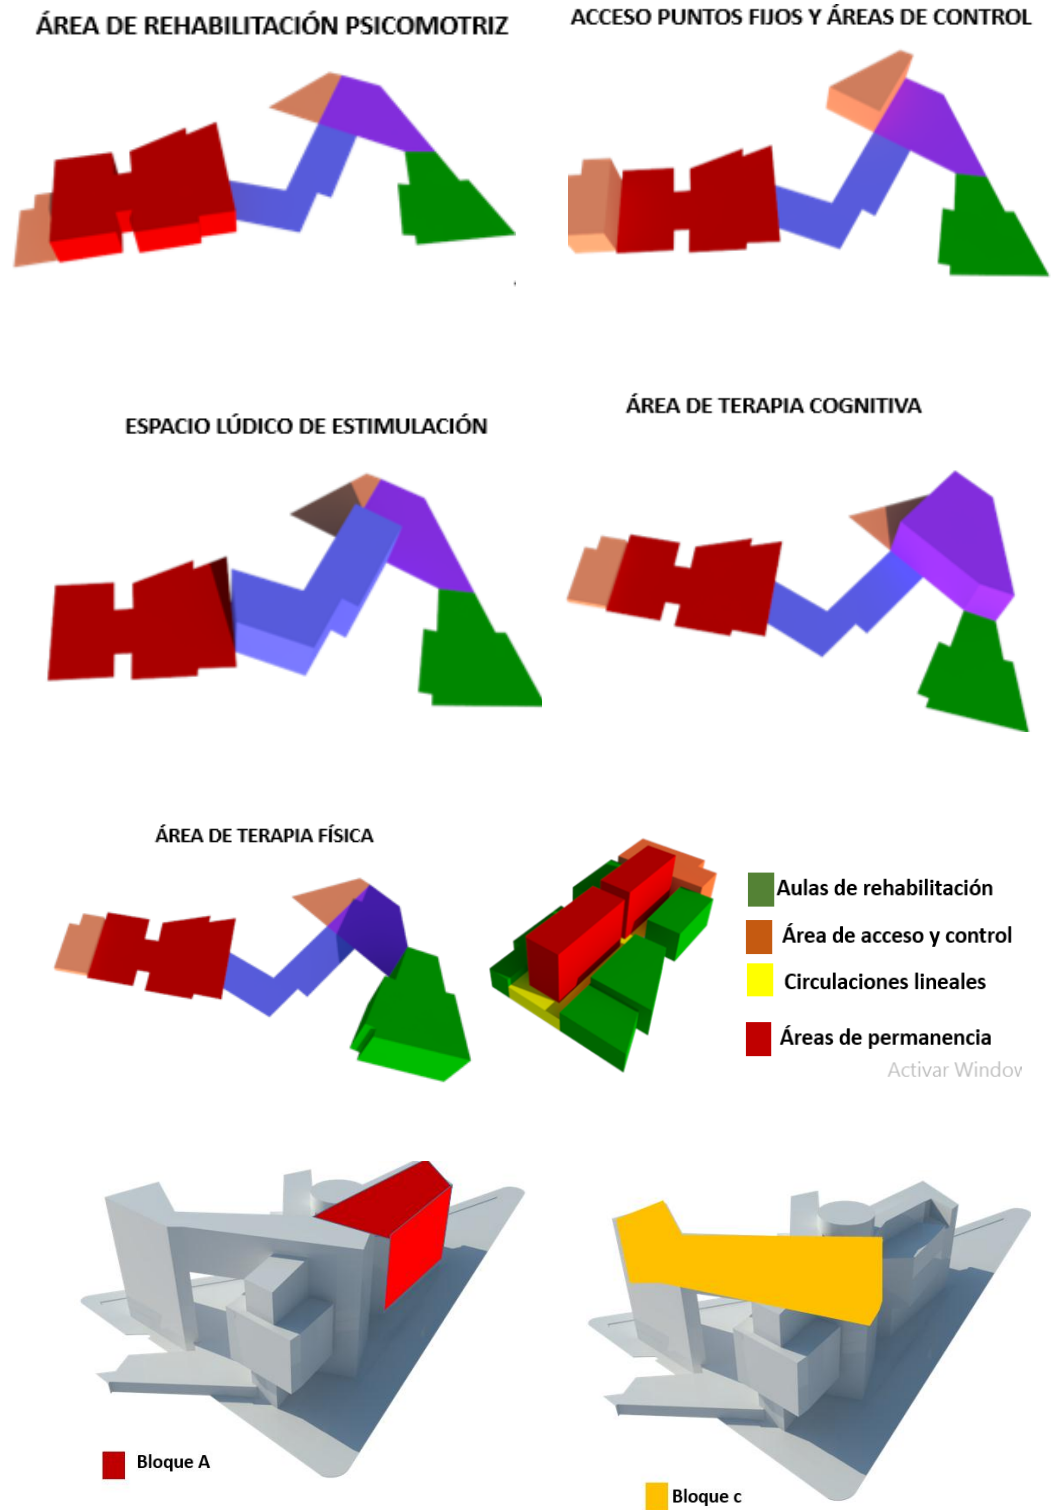 ÁREA DE REHABILITACIÓN PSICOMOTRIZ
ACCESO PUNTOS FIJOS Y ÁREAS DE CONTROL
ESPACIO LÚDICO DE ESTIMULACIÓN
ÁREA DE TERAPIA COGNITIVA
ÁREA DE TERAPIA FÍSICA
Aulas de rehabilitación
Área de acceso y control
Circulaciones lineales
Áreas de permanencia
Activar Window
Bloque A
Bloque c